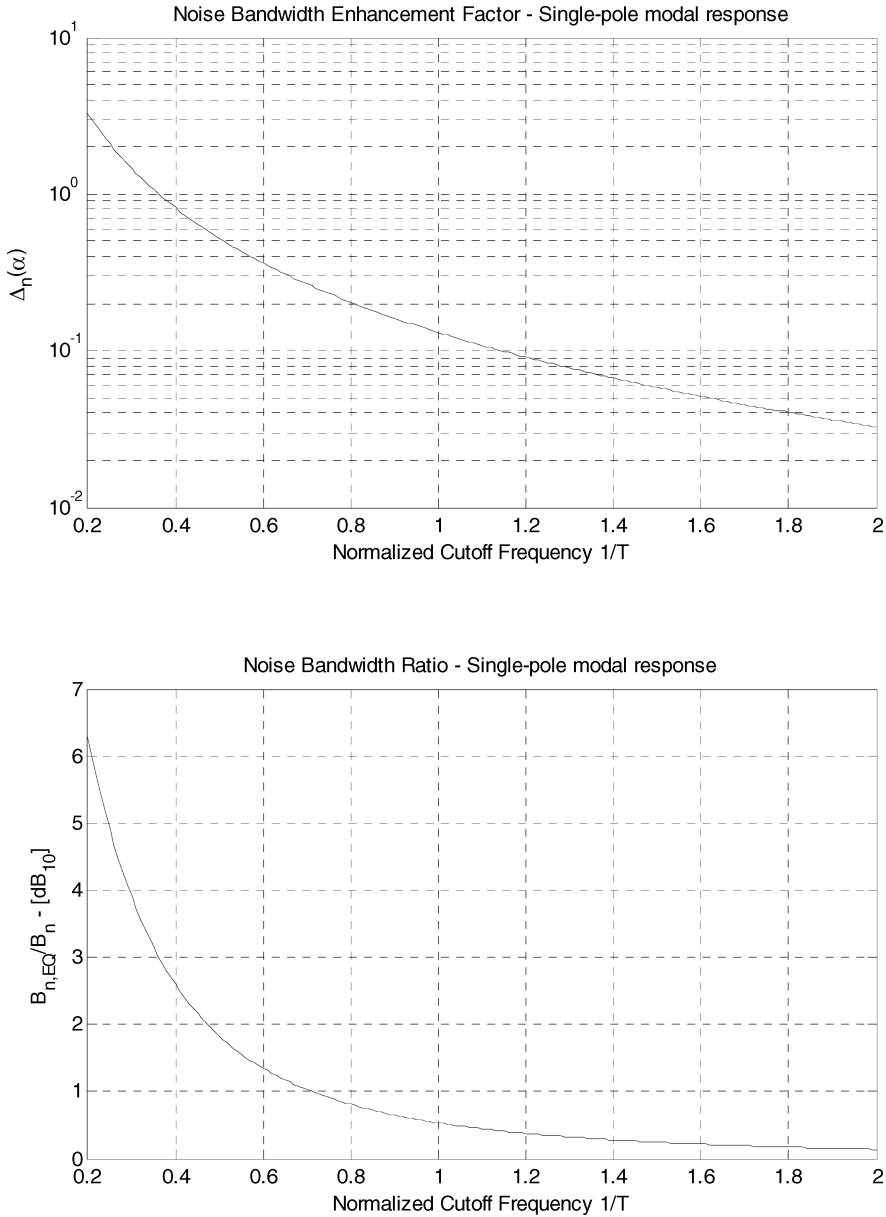 Noise Bandwidth Enhancement Factor - Single-pole modal response
10^1
10^0
10^-1
10^-2
Δ_n(α)
0.2 0.4 0.6 0.8 1 1.2 1.4 1.6 1.8 2
Normalized Cutoff Frequency 1/T
Noise Bandwidth Ratio - Single-pole modal response
7
6
5
4
3
2
1
0
B_n,EQ/B_n - [dB_10]
0.2 0.4 0.6 0.8 1 1.2 1.4 1.6 1.8 2
Normalized Cutoff Frequency 1/T